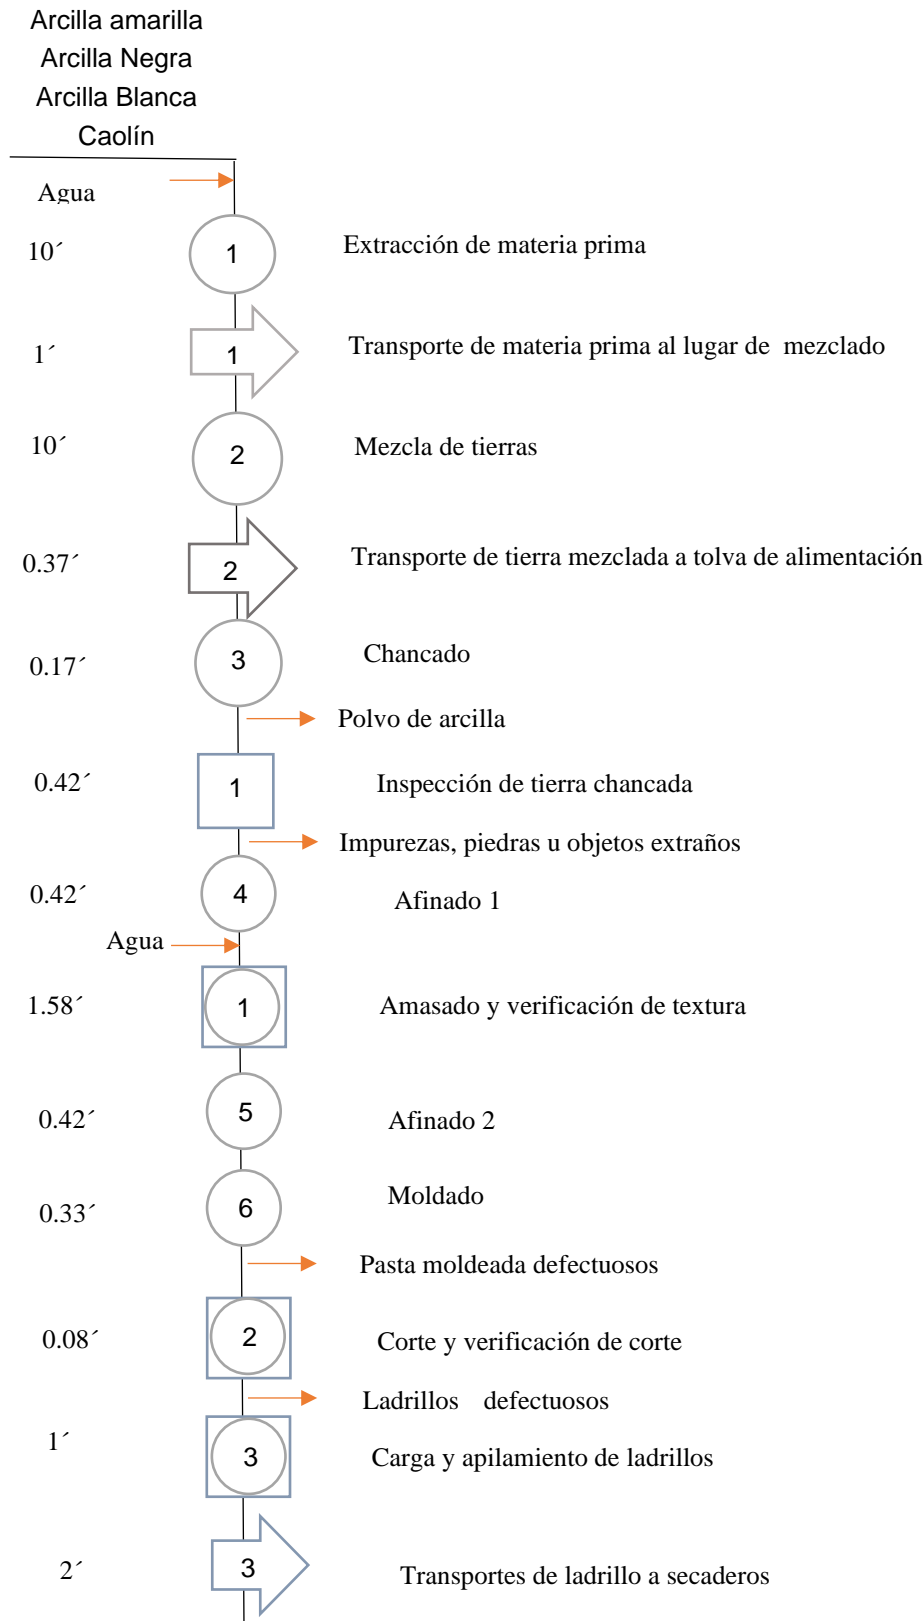 Arcilla amarilla
Arcilla Negra
Arcilla Blanca
Caolín
Agua
10´ 1 Extracción de materia prima
1´ 1 Transporte de materia prima al lugar de mezclado
10´ 2 Mezcla de tierras
0.37´ 2 Transporte de tierra mezclada a tolva de alimentación
0.17´ 3 Chancado
Polvo de arcilla
0.42´ 1 Inspección de tierra chancada
Impurezas, piedras u objetos extraños
0.42´ 4 Afinado 1
Agua
1.58´ 1 Amasado y verificación de textura
0.42´ 5 Afinado 2
0.33´ 6 Moldado
Pasta moldeada defectuosos
0.08´ 2 Corte y verificación de corte
Ladrillos defectuosos
1´ 3 Carga y apilamiento de ladrillos
2´ 3 Transportes de ladrillo a secaderos